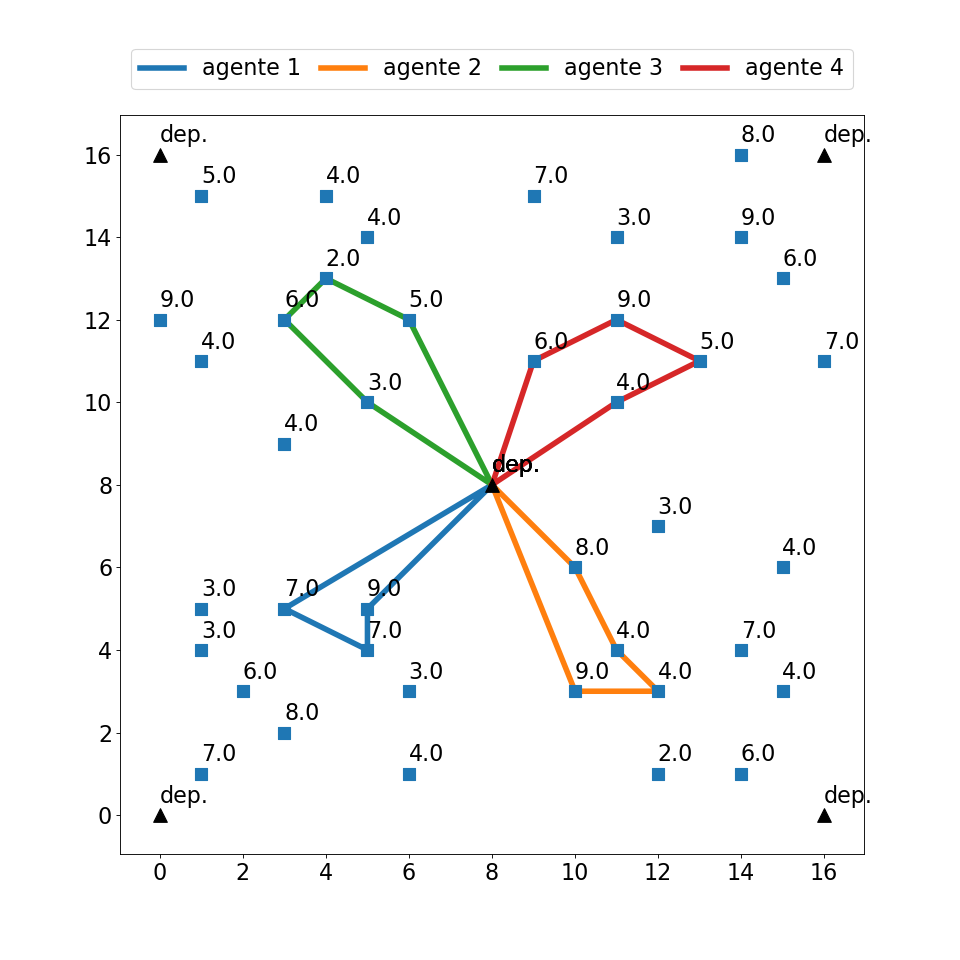 agente 1 agente 2 agente 3 agente 4
dep. 8.0 dep.
16
5.0 4.0 7.0
4.0 3.0 9.0
14
2.0 6.0
9.0 6.0 5.0 9.0
12
4.0 6.0 5.0 7.0
3.0 4.0
10
4.0
dep. dep.
8
3.0
8.0 4.0
6
3.0 7.0 9.0
3.0 7.0 4.0 7.0
4
6.0 3.0 9.0 4.0 4.0
8.0
2
7.0 4.0 2.0 6.0
dep. dep.
0
0 2 4 6 8 10 12 14 16